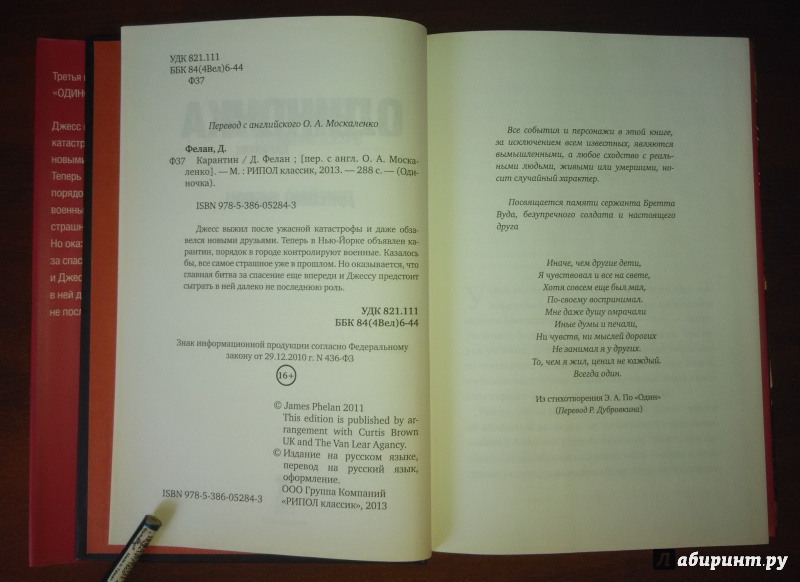 Третья
«ОДИНО
Джесс
катастр
новыми
Теперь
порядо
военны
страшн
Но оказ
за спас
и Джес
в ней д
не посл
УДК 821.111
ББК 84(4Вел)6-44
Ф37
Перевод с английского О. А. Москаленко
Фелан, Д.
Ф37 Карантин / Д. Фелан ; [пер. с англ. О. А. Моска-
ленко]. — М. : РИПОЛ классик, 2013. — 288 с. — (Оди-
ночка).
ISBN 978-5-386-05284-3
Джесс выжил после ужасной катастрофы и даже обза-
велся новыми друзьями. Теперь в Нью-Йорке объявлен ка-
рантин, порядок в городе контролируют военные. Казалось
бы, все самое страшное уже в прошлом. Но оказывается, что
главная битва за спасение еще впереди и Джессу предстоит
сыграть в ней далеко не последнюю роль.
УДК 821.111
ББК 84(4Вел)6-44
Знак информационной продукции согласно Федеральному
закону от 29.12.2010 г. N 436-ФЗ
16+
© James Phelan 2011
This edition is published by ar-
rangement with Curtis Brown
UK and The Van Lear Agancy.
© Издание на русском языке,
перевод на русский язык,
оформление.
ООО Группа Компаний
«РИПОЛ классик», 2013
ISBN 978-5-386-05284-3
Все события и персонажи в этой книге,
за исключением всем известных, являются
вымышленными, а любое сходство с реаль-
ными людьми, живыми или умершими, но-
сит случайный характер.
Посвящается памяти сержанта Бретта
Вуда, безупречного солдата и настоящего
друга
Иначе, чем другие дети,
Я чувствовал и все на свете,
Хотя совсем еще был мал,
По-своему воспринимал.
Мне даже душу омрачали
Иные думы и печали,
Ни чувств, ни мыслей дорогих
Не занимал я у других.
То, чем я жил, ценил не каждый.
Всегда один.
Из стихотворения Э. А. По «Один»
(Перевод Р. Дубровкина)
Лабиринт.ру